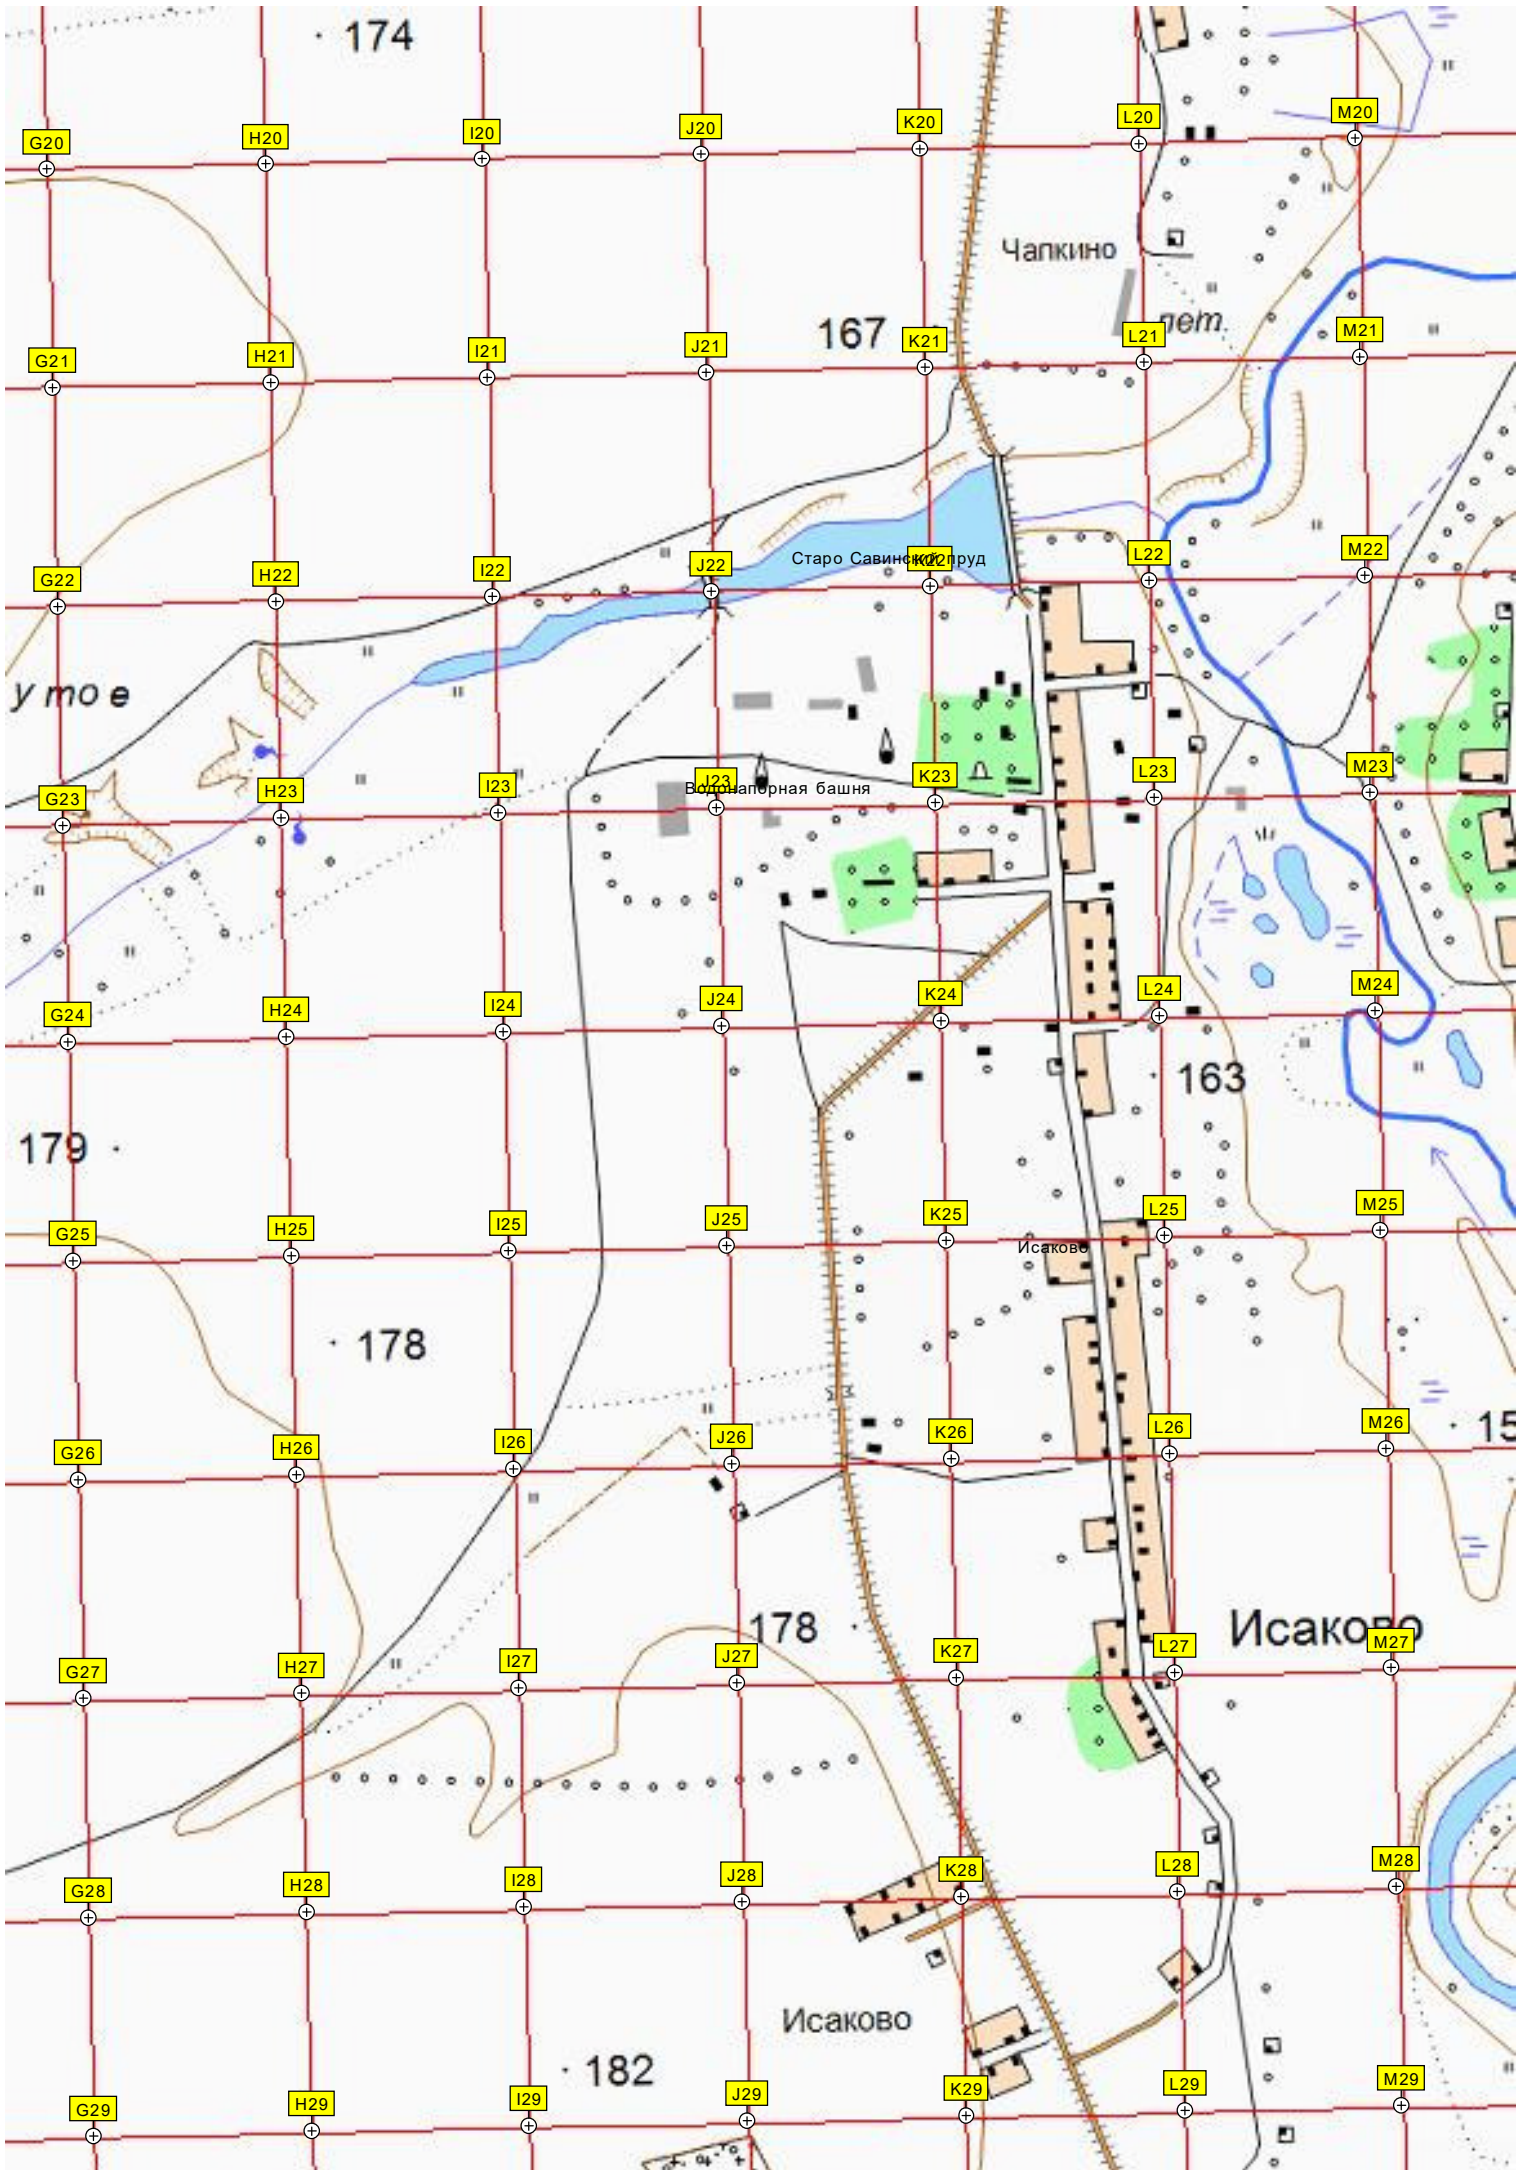 174
G20 H20 I20 J20 K20 L20 M20
Чапкино
167
лет.
G21 H21 I21 J21 K21 L21 M21
Старо Савинский пруд
G22 H22 I22 J22 K22 L22 M22
у т о е
Водонапорная башня
G23 H23 I23 J23 K23 L23 M23
G24 H24 I24 J24 K24 L24 M24
163
179
G25 H25 I25 J25 K25 L25 M25
Исаково
178
15
G26 H26 I26 J26 K26 L26 M26
178
Исаково
G27 H27 I27 J27 K27 L27 M27
G28 H28 I28 J28 K28 L28 M28
Исаково
182
G29 H29 I29 J29 K29 L29 M29